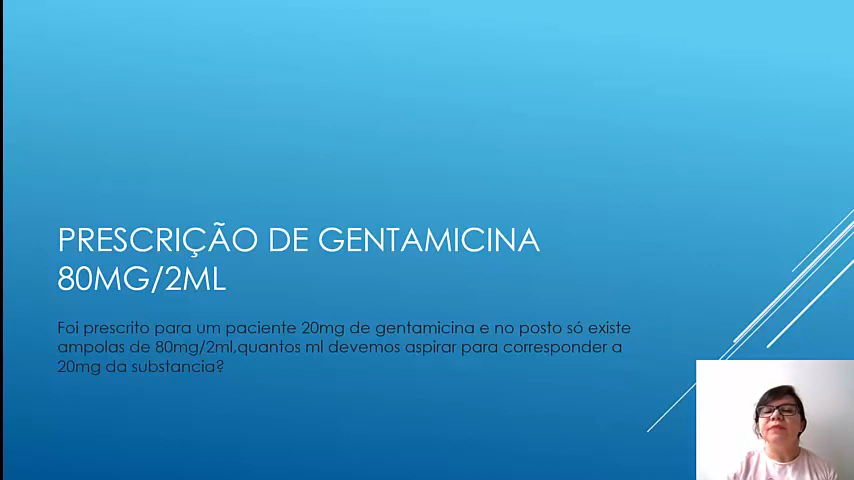 PRESCRIÇÃO DE GENTAMICINA
80MG/2ML
Foi prescrito para um paciente 20mg de gentamicina e no posto só existe
ampolas de 80mg/2ml,quantos ml devemos aspirar para corresponder a
20mg da substancia?